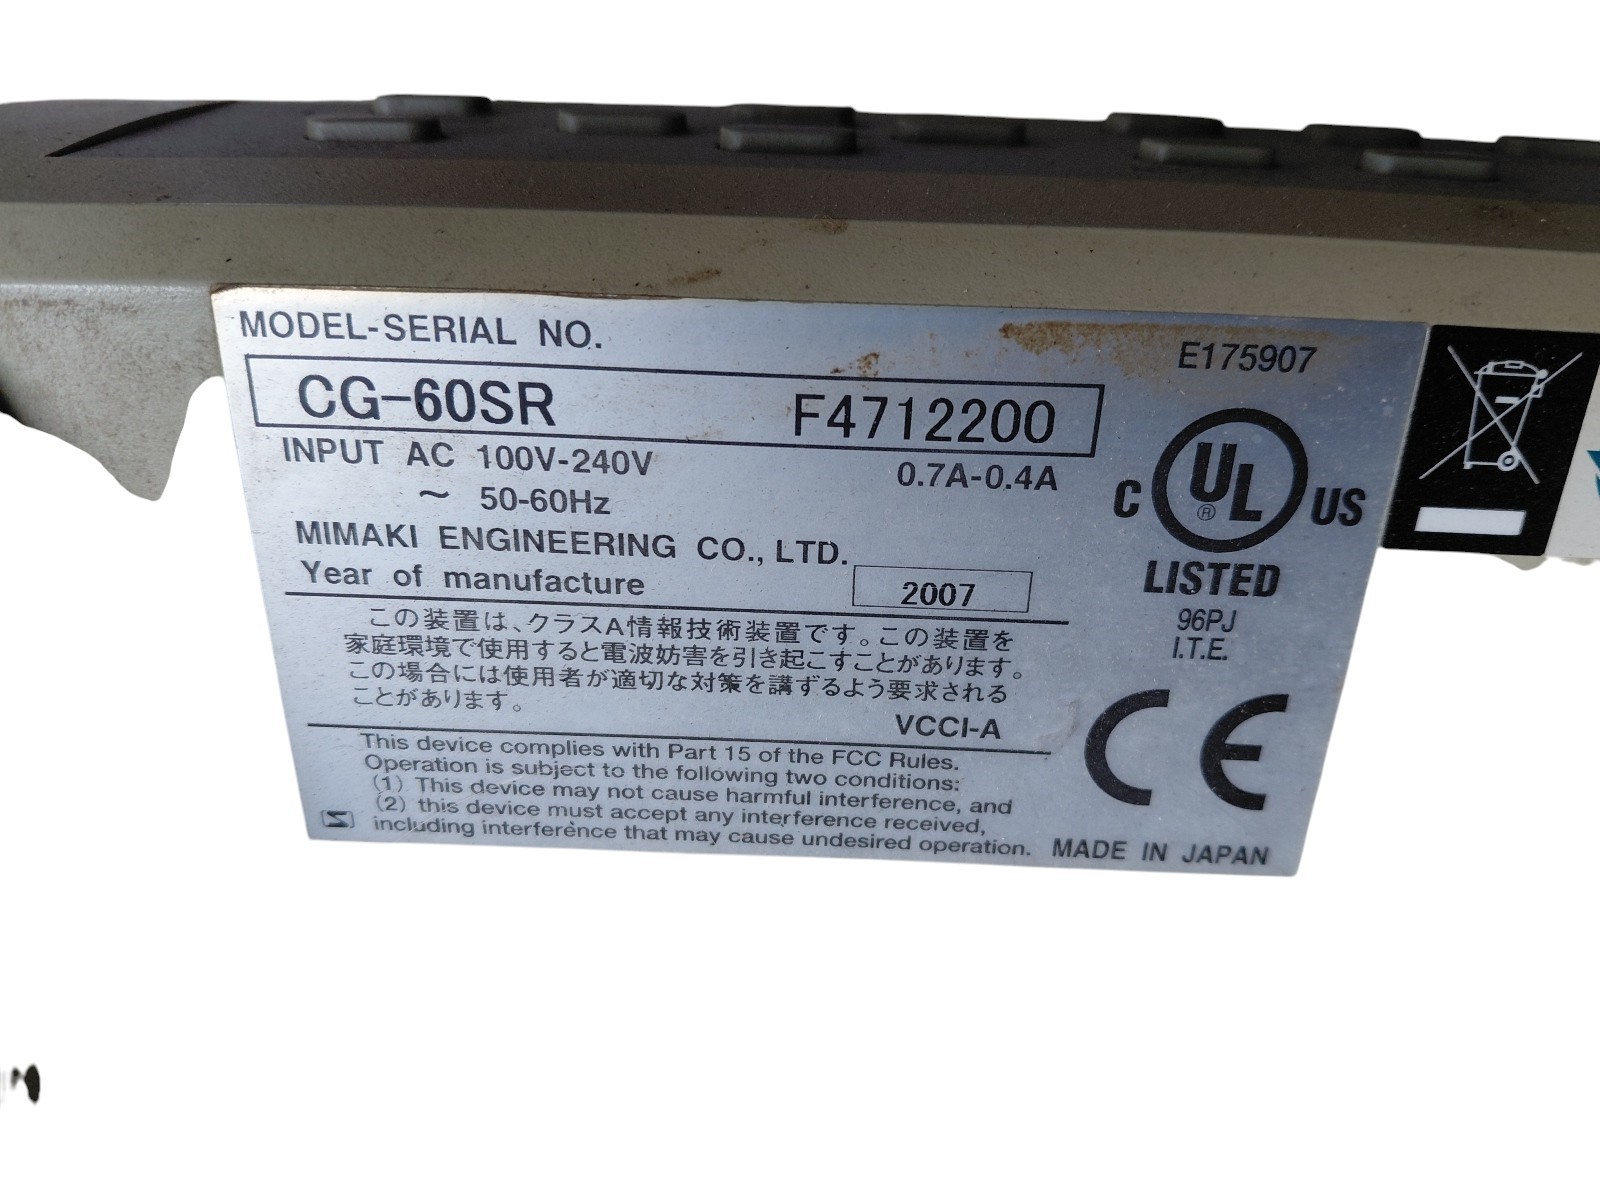 MODEL-SERIAL NO.
E175907
CG-60SR F4712200
INPUT AC 100V-240V 0.7A-0.4A
~ 50-60Hz
MIMAKI ENGINEERING CO., LTD.
Year of manufacture 2007
C UL ® US
LISTED
96PJ
I.T.E.
この装置は、クラスA情報技術装置です。この装置を
家庭環境で使用すると電波妨害を引き起こすことがあります。
この場合には使用者が適切な対策を講ずるよう要求される
ことがあります。
VCCI-A
CE
This device complies with Part 15 of the FCC Rules.
Operation is subject to the following two conditions:
(1) This device may not cause harmful interference, and
(2) this device must accept any interference received,
including interference that may cause undesired operation.
MADE IN JAPAN